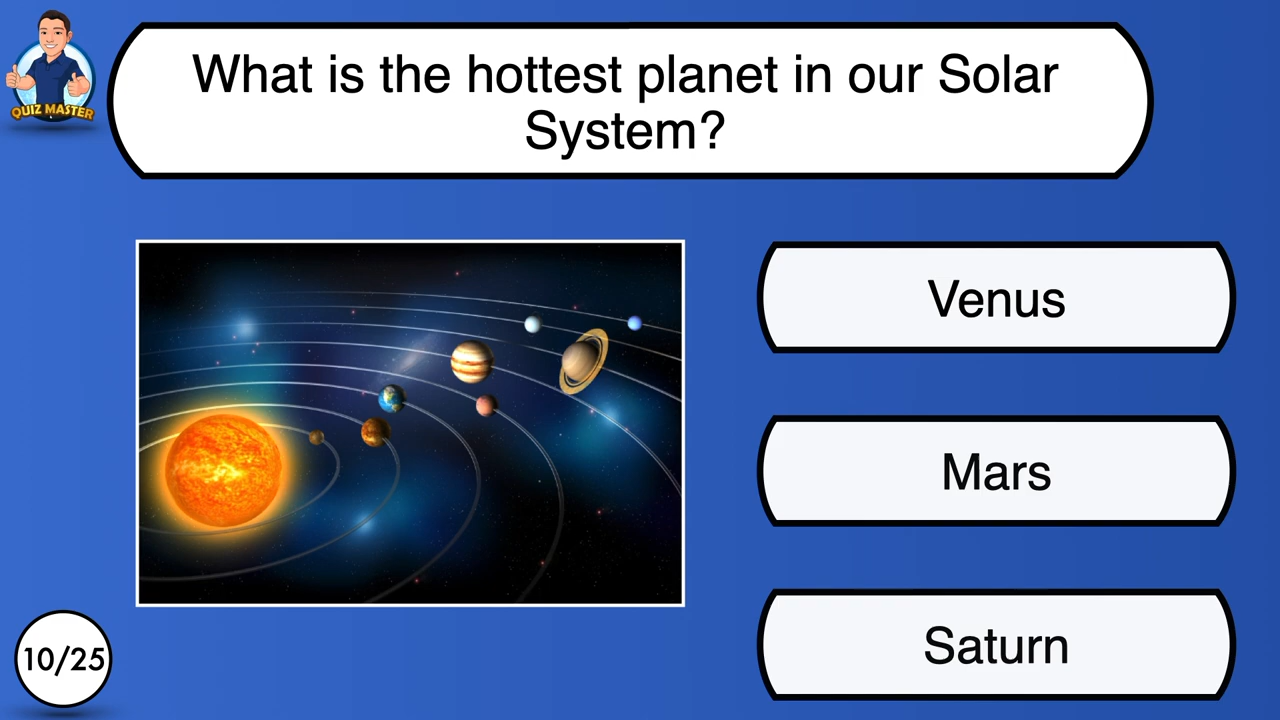 QUIZ MASTER
What is the hottest planet in our Solar
System?
Venus
Mars
Saturn
10/25